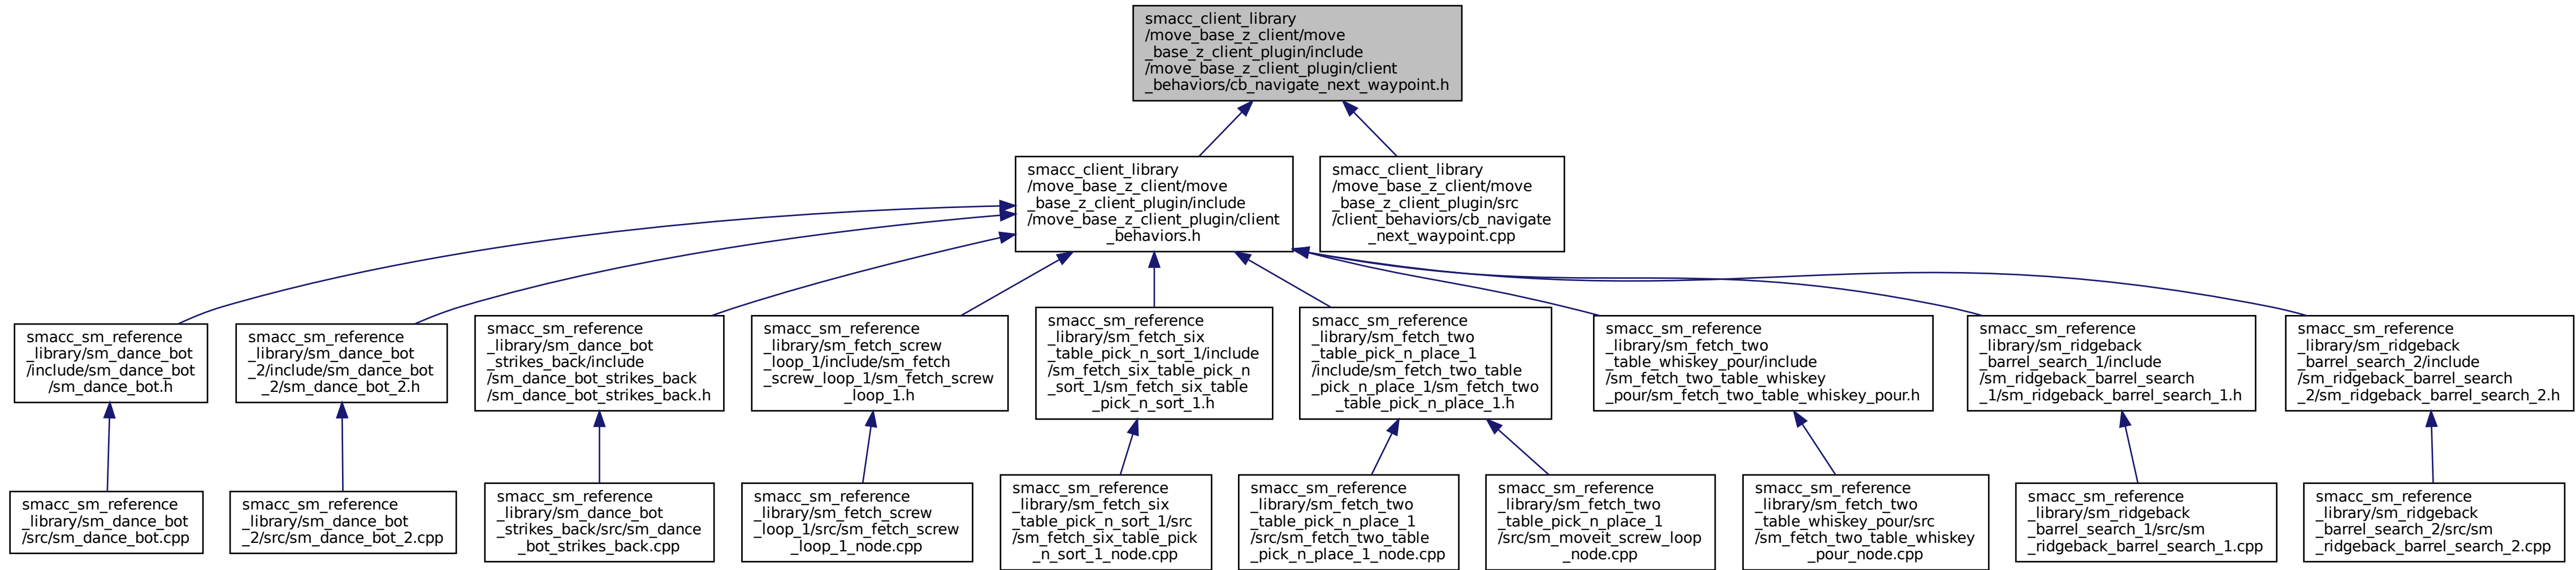 smacc_client_library
/move_base_z_client/move
_base_z_client_plugin/include
/move_base_z_client_plugin/client
_behaviors/cb_navigate_next_waypoint.h
smacc_client_library
/move_base_z_client/move
_base_z_client_plugin/include
/move_base_z_client_plugin/client
_behaviors.h
smacc_client_library
/move_base_z_client/move
_base_z_client_plugin/src
/client_behaviors/cb_navigate
_next_waypoint.cpp
smacc_sm_reference
_library/sm_dance_bot
/include/sm_dance_bot
/sm_dance_bot.h
smacc_sm_reference
_library/sm_dance_bot
_2/include/sm_dance_bot
_2/sm_dance_bot_2.h
smacc_sm_reference
_library/sm_dance_bot
_strikes_back/include
/sm_dance_bot_strikes_back
/sm_dance_bot_strikes_back.h
smacc_sm_reference
_library/sm_fetch_screw
_loop_1/include/sm_fetch
_screw_loop_1/sm_fetch_screw
_loop_1.h
smacc_sm_reference
_library/sm_fetch_six
_table_pick_n_sort_1/include
/sm_fetch_six_table_pick_n
_sort_1/sm_fetch_six_table
_pick_n_sort_1.h
smacc_sm_reference
_library/sm_fetch_two
_table_pick_n_place_1
/include/sm_fetch_two_table
_pick_n_place_1/sm_fetch_two
_table_pick_n_place_1.h
smacc_sm_reference
_library/sm_fetch_two
_table_whiskey_pour/include
/sm_fetch_two_table_whiskey
_pour/sm_fetch_two_table_whiskey_pour.h
smacc_sm_reference
_library/sm_ridgeback
_barrel_search_1/include
/sm_ridgeback_barrel_search
_1/sm_ridgeback_barrel_search_1.h
smacc_sm_reference
_library/sm_ridgeback
_barrel_search_2/include
/sm_ridgeback_barrel_search
_2/sm_ridgeback_barrel_search_2.h
smacc_sm_reference
_library/sm_dance_bot
/src/sm_dance_bot.cpp
smacc_sm_reference
_library/sm_dance_bot
_2/src/sm_dance_bot_2.cpp
smacc_sm_reference
_library/sm_dance_bot
_strikes_back/src/sm_dance
_bot_strikes_back.cpp
smacc_sm_reference
_library/sm_fetch_screw
_loop_1/src/sm_fetch_screw
_loop_1_node.cpp
smacc_sm_reference
_library/sm_fetch_six
_table_pick_n_sort_1/src
/sm_fetch_six_table_pick
_n_sort_1_node.cpp
smacc_sm_reference
_library/sm_fetch_two
_table_pick_n_place_1
/src/sm_fetch_two_table
_pick_n_place_1_node.cpp
smacc_sm_reference
_library/sm_fetch_two
_table_pick_n_place_1
/src/sm_moveit_screw_loop
_node.cpp
smacc_sm_reference
_library/sm_fetch_two
_table_whiskey_pour/src
/sm_fetch_two_table_whiskey
_pour_node.cpp
smacc_sm_reference
_library/sm_ridgeback
_barrel_search_1/src/sm
_ridgeback_barrel_search_1.cpp
smacc_sm_reference
_library/sm_ridgeback
_barrel_search_2/src/sm
_ridgeback_barrel_search_2.cpp